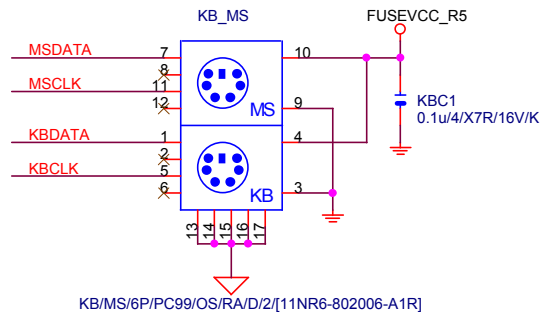 KB_MS
FUSEVCC_R5
MSDATA
7
10
8
MSCLK
11
KBC1
12
MS
9
0.1u/4/X7R/16V/K
KBDATA
1
4
2
KBCLK
5
6
KB
3
13
14
15
16
17
KB/MS/6P/PC99/OS/RA/D/2/[11NR6-802006-A1R]